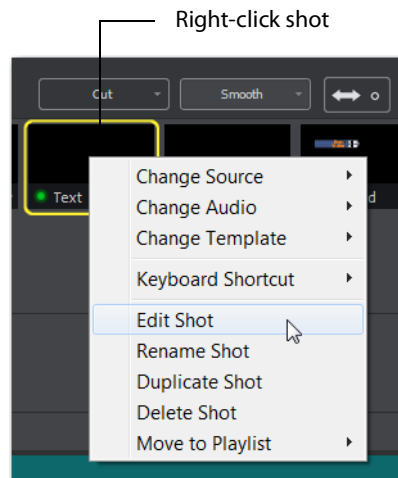 Right-click shot
Cut
Smooth
Text
d
Change Source
Change Audio
Change Template
Keyboard Shortcut
Edit Shot
Rename Shot
Duplicate Shot
Delete Shot
Move to Playlist